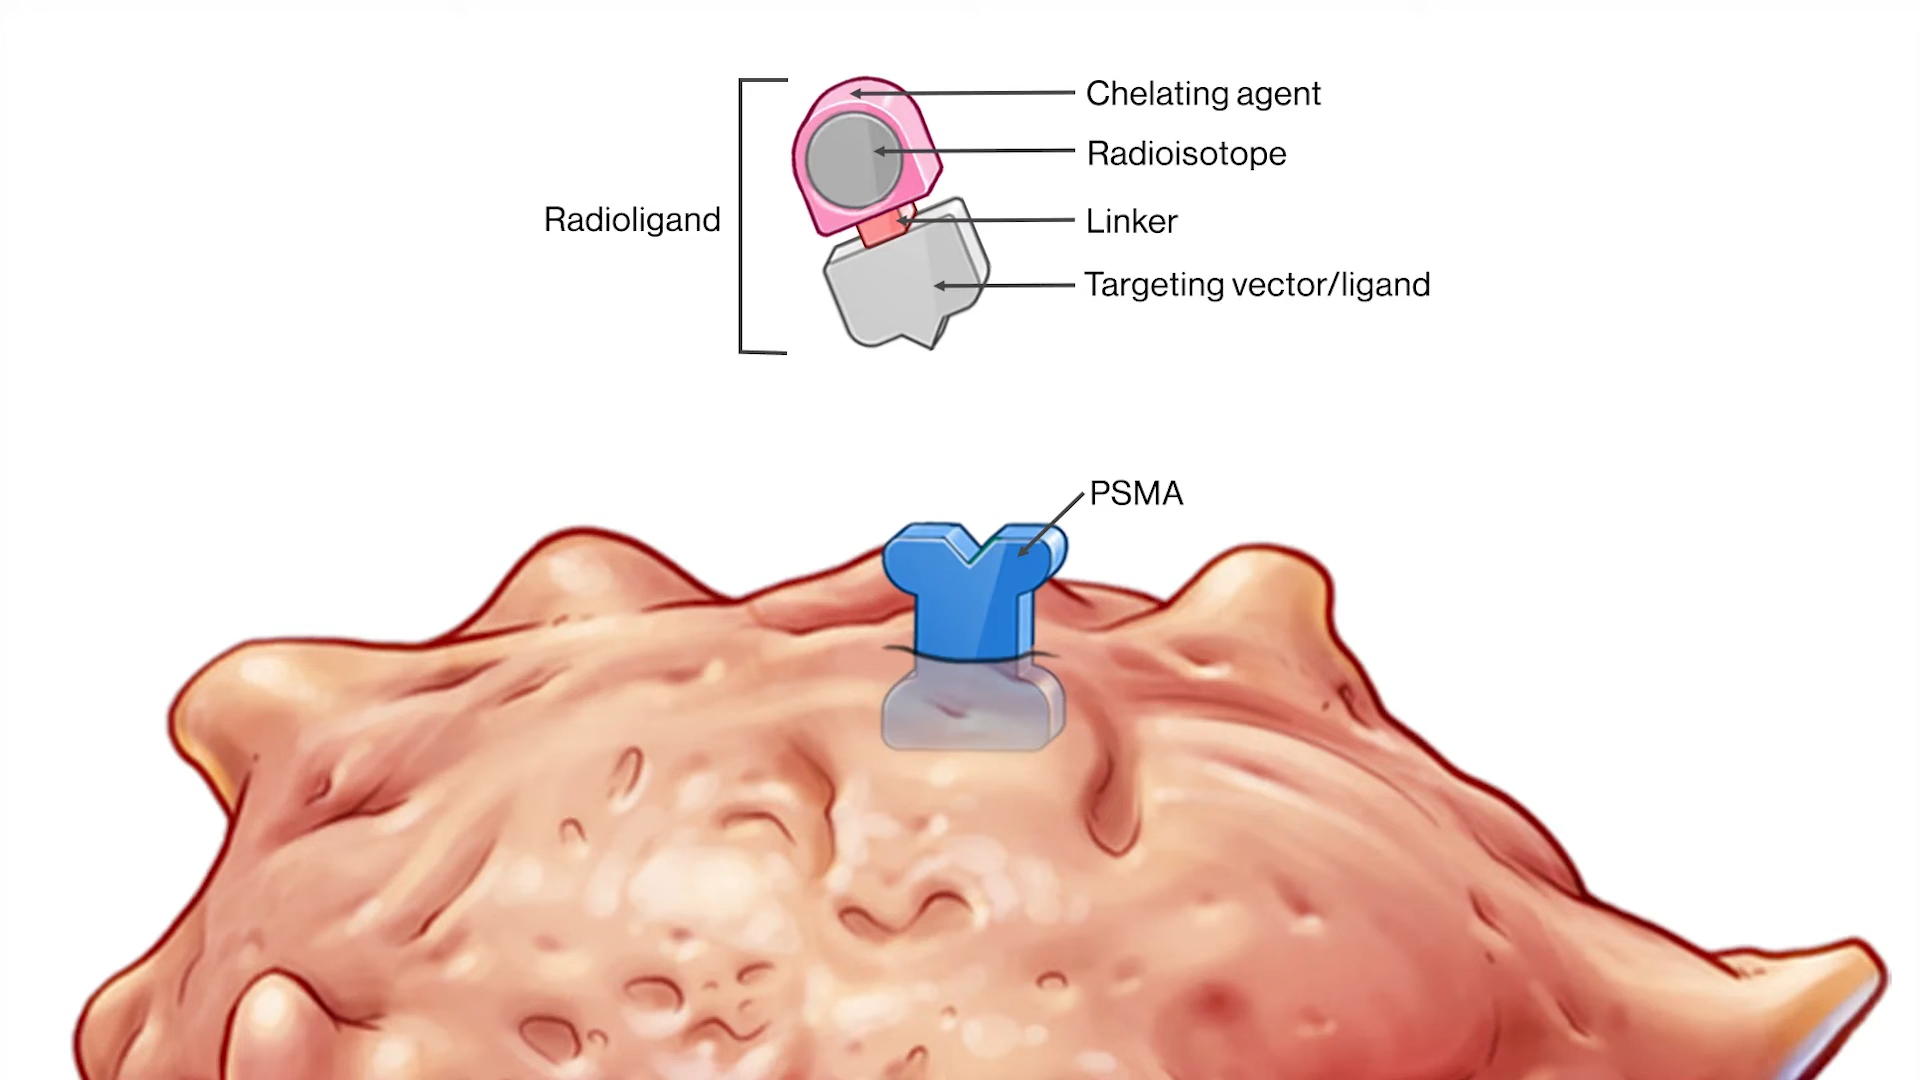 Chelating agent
Radioisotope
Radioligand
Linker
Targeting vector/ligand
PSMA